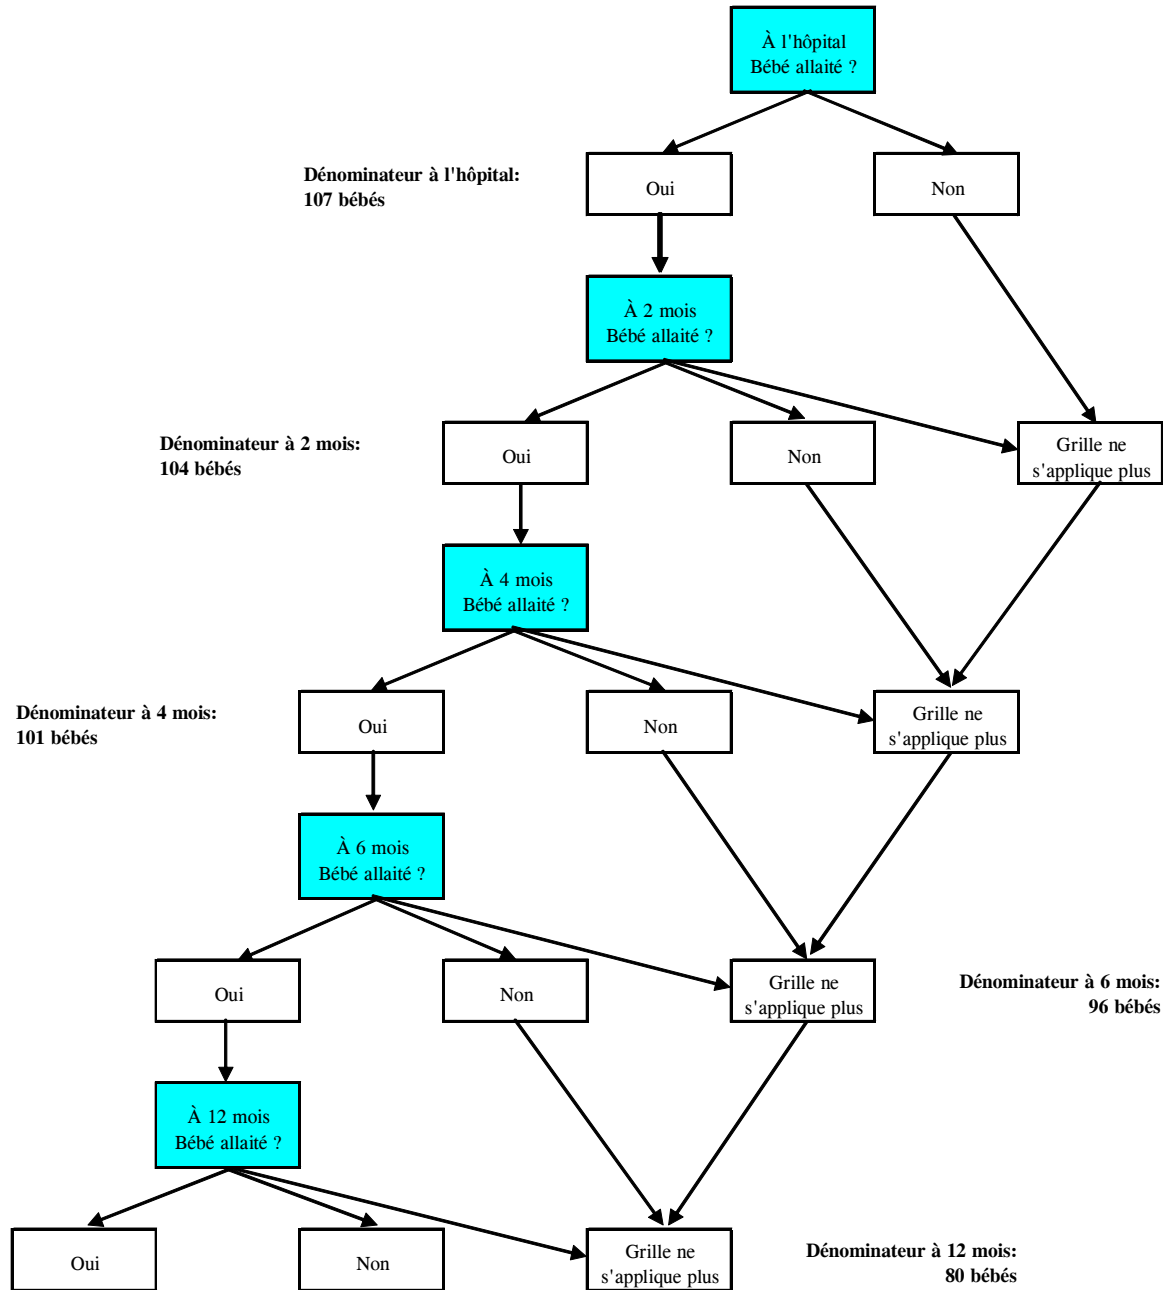 À l'hôpital
Bébé allaité ?
Dénominateur à l'hôpital:
107 bébés
Oui
Non
À 2 mois
Bébé allaité ?
Dénominateur à 2 mois:
104 bébés
Oui
Non
Grille ne
s'applique plus
À 4 mois
Bébé allaité ?
Dénominateur à 4 mois:
101 bébés
Oui
Non
Grille ne
s'applique plus
À 6 mois
Bébé allaité ?
Oui
Non
Grille ne
s'applique plus
Dénominateur à 6 mois:
96 bébés
À 12 mois
Bébé allaité ?
Oui
Non
Grille ne
s'applique plus
Dénominateur à 12 mois:
80 bébés